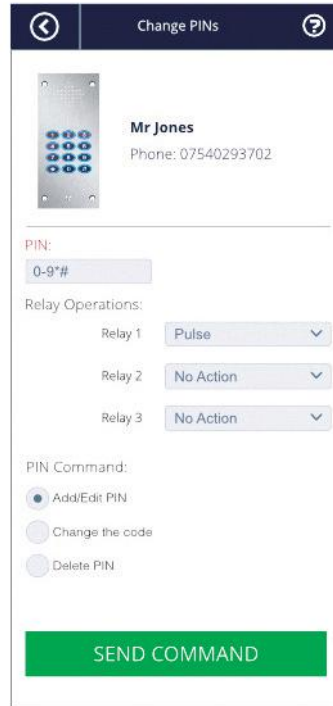 Change PINs
Mr Jones
Phone: 07540293702
PIN:
0-9*#
Relay Operations:
Relay 1 Pulse
Relay 2 No Action
Relay 3 No Action
PIN Command:
Add/Edit PIN
Change the code
Delete PIN
SEND COMMAND